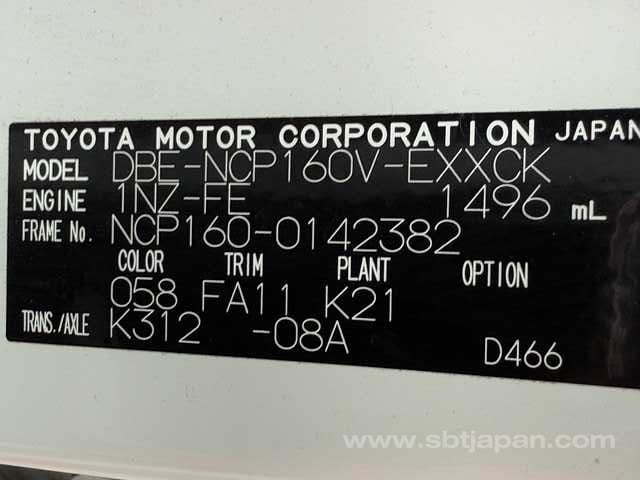 TOYOTA MOTOR CORPORATION JAPAN
MODEL DBE-NCP160V-EXXCK
ENGINE 1NZ-FE 1496 mL
FRAME No. NCP160-0142382
COLOR TRIM PLANT OPTION
058 FA11 K21
TRANS./AXLE K312 -08A
D466
www.sbtjapan.com